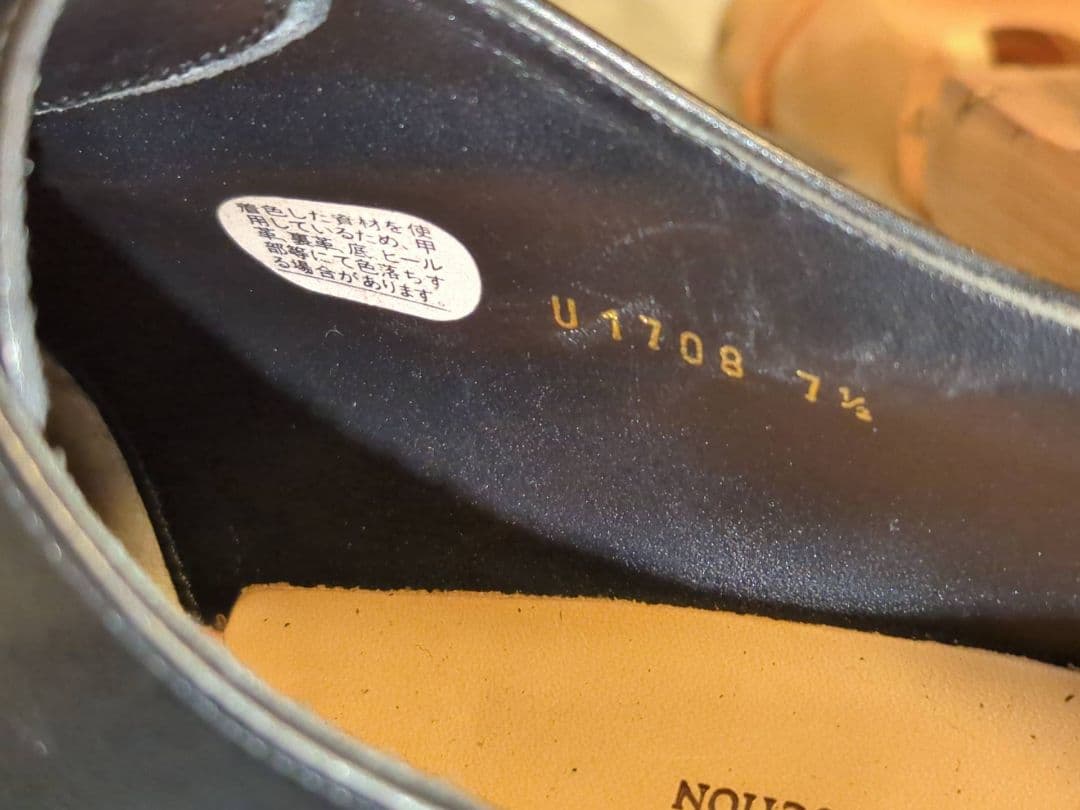 着色した資材を使
用しているため、甲
革、裏革、底、ヒール
部等にて色落ちす
る場合があります。
U1708 7½